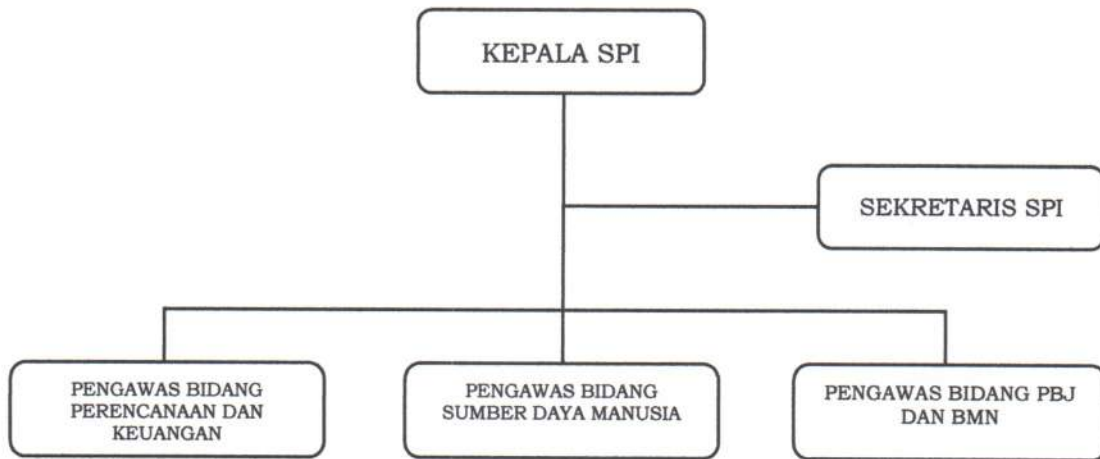 KEPALA SPI
SEKRETARIS SPI
PENGAWAS BIDANG
PERENCANAAN DAN
KEUANGAN
PENGAWAS BIDANG
SUMBER DAYA MANUSIA
PENGAWAS BIDANG PBJ
DAN BMN